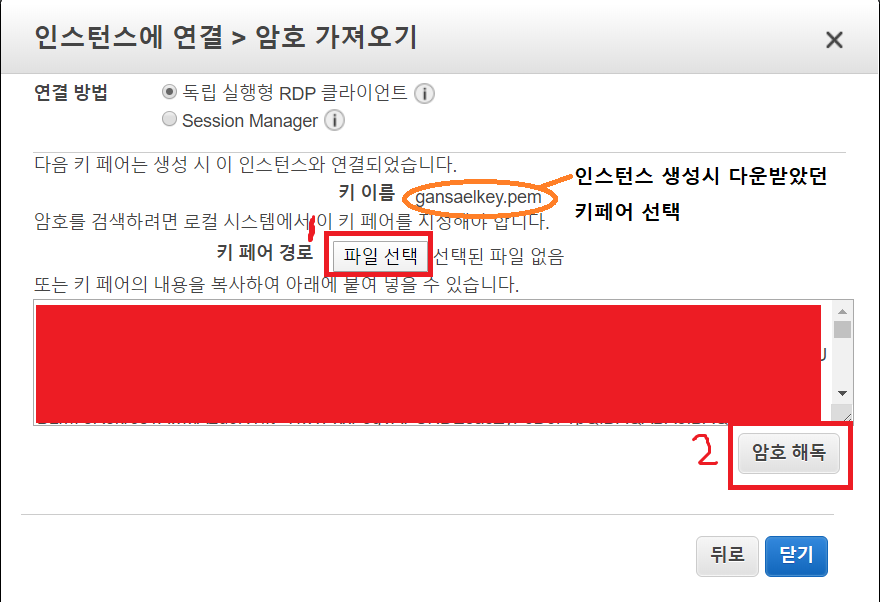 인스턴스에 연결 > 암호 가져오기
연결 방법 독립 실행형 RDP 클라이언트
Session Manager
다음 키 페어는 생성 시 이 인스턴스와 연결되었습니다.
인스턴스 생성시 다운받았던
키 이름 gansaelkey.pem
키페어 선택
암호를 검색하려면 로컬 시스템에서 이 키 페어를 지정해야 합니다.
1
키 페어 경로 파일 선택 선택된 파일 없음
또는 키 페어의 내용을 복사하여 아래에 붙여 넣을 수 있습니다.
2 암호 해독
뒤로 닫기